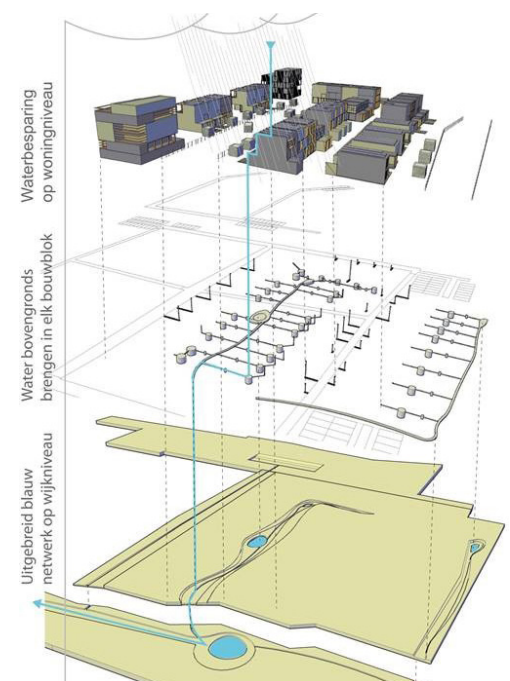 Waterbesparing
op woningniveau
Water bovengronds
brengen in elk bouwblok
Uitgebreid blauw
netwerk op wijkniveau